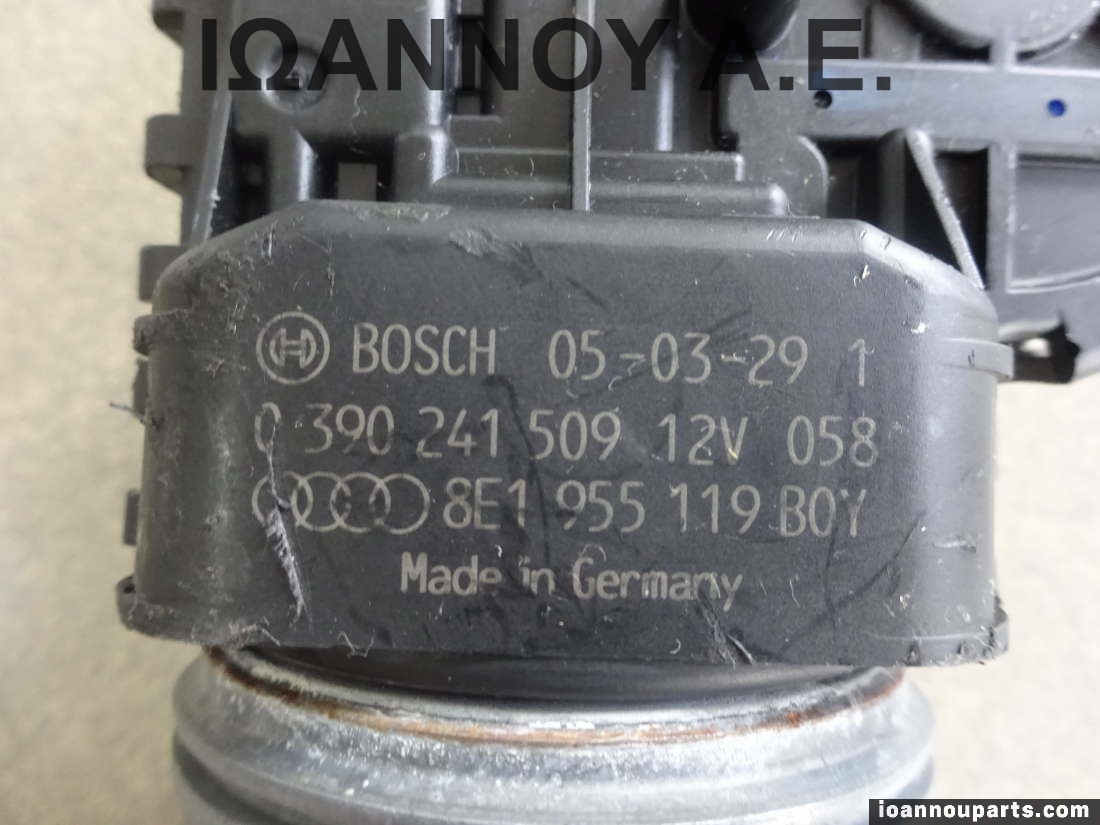 ΙΩΑΝΝΟΥ Α.Ε.
BOSCH 05-03-29 1
0 390 241 509 12V 058
8E1 955 119 B0Y
Made in Germany
ioannouparts.com